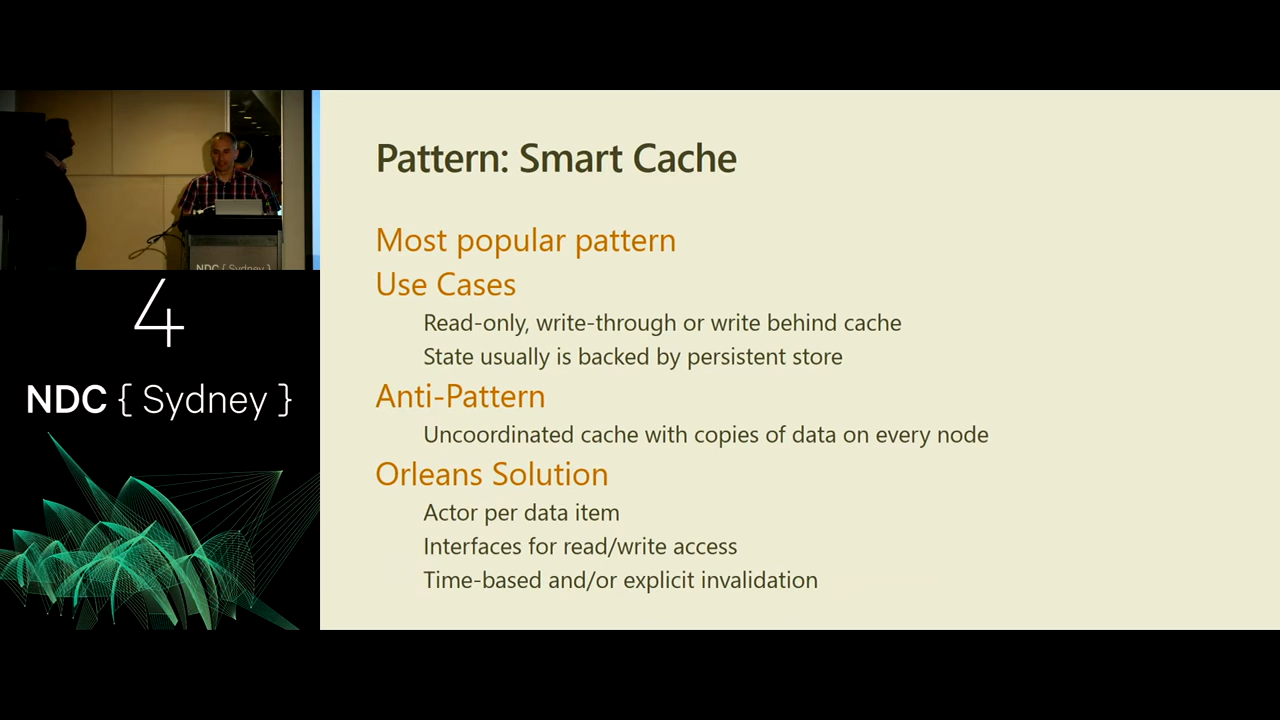 Pattern: Smart Cache
Most popular pattern
Use Cases
Read-only, write-through or write behind cache
State usually is backed by persistent store
Anti-Pattern
Uncoordinated cache with copies of data on every node
Orleans Solution
Actor per data item
Interfaces for read/write access
Time-based and/or explicit invalidation
NDC { Sydney }
4
NDC { Sydney }